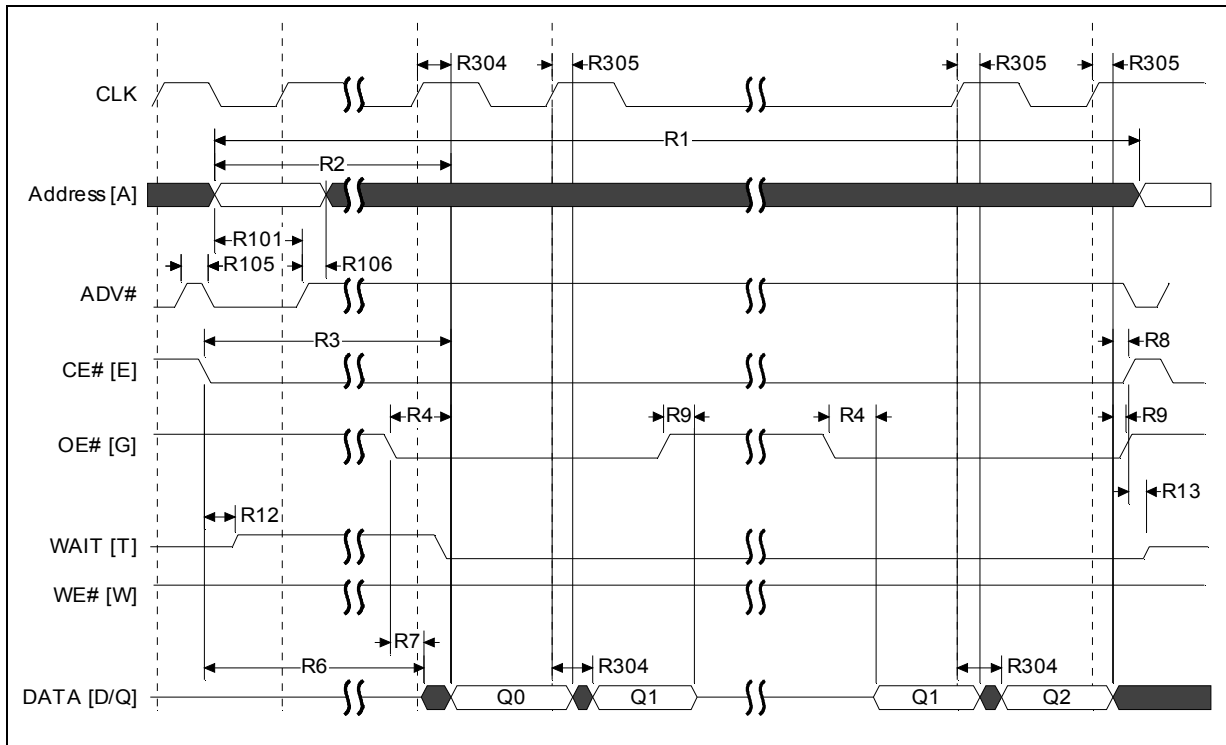 R304 R305 R305 R305
CLK
R1
R2
Address [A]
R101
R105 R106
ADV#
R3 R8
CE# [E]
R4 R9 R4 R9
OE# [G]
R13
R12
WAIT [T]
WE# [W]
R7
R6 R304 R304
DATA [D/Q] Q0 Q1 Q1 Q2